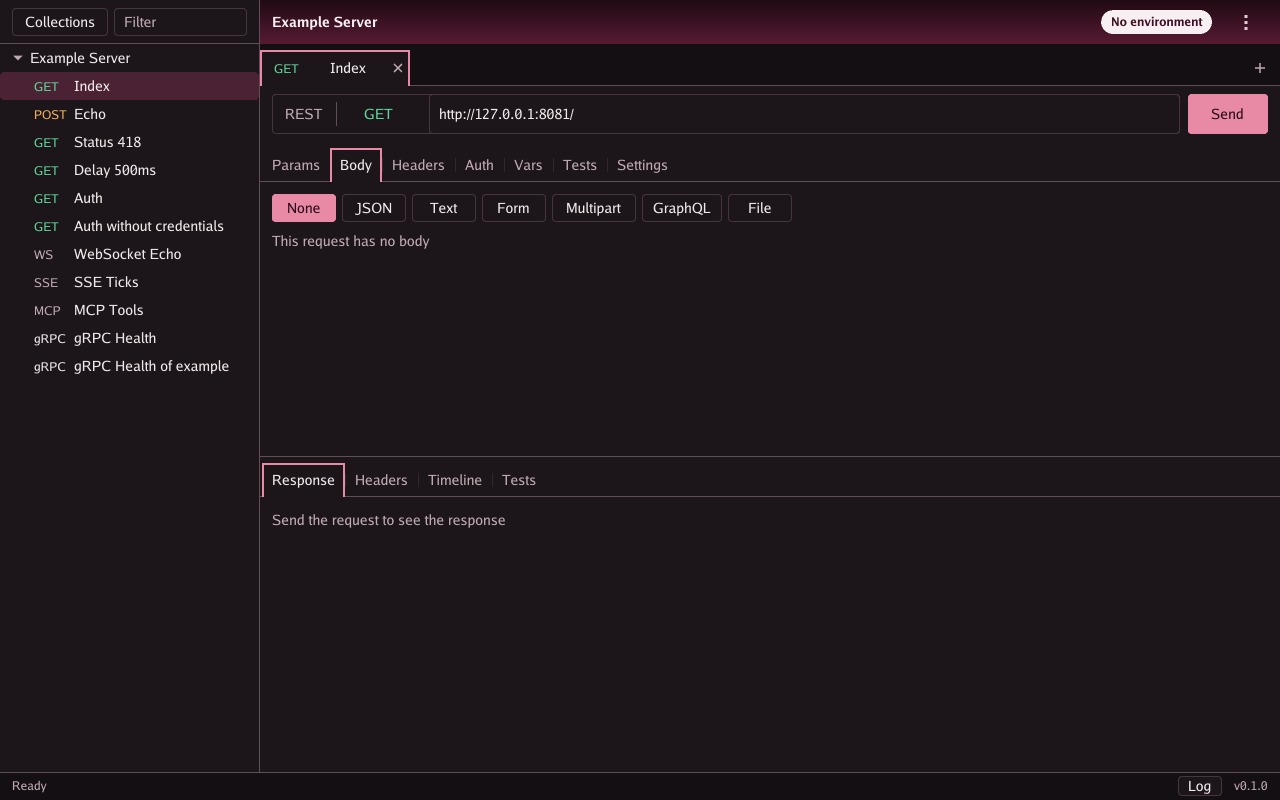 Collections
Filter
Example Server
No environment
Example Server
GET Index
POST Echo
GET Status 418
GET Delay 500ms
GET Auth
GET Auth without credentials
WS WebSocket Echo
SSE SSE Ticks
MCP MCP Tools
gRPC gRPC Health
gRPC gRPC Health of example
GET Index
REST GET http://127.0.0.1:8081/ Send
Params Body Headers Auth Vars Tests Settings
None JSON Text Form Multipart GraphQL File
This request has no body
Response Headers Timeline Tests
Send the request to see the response
Ready
Log v0.1.0